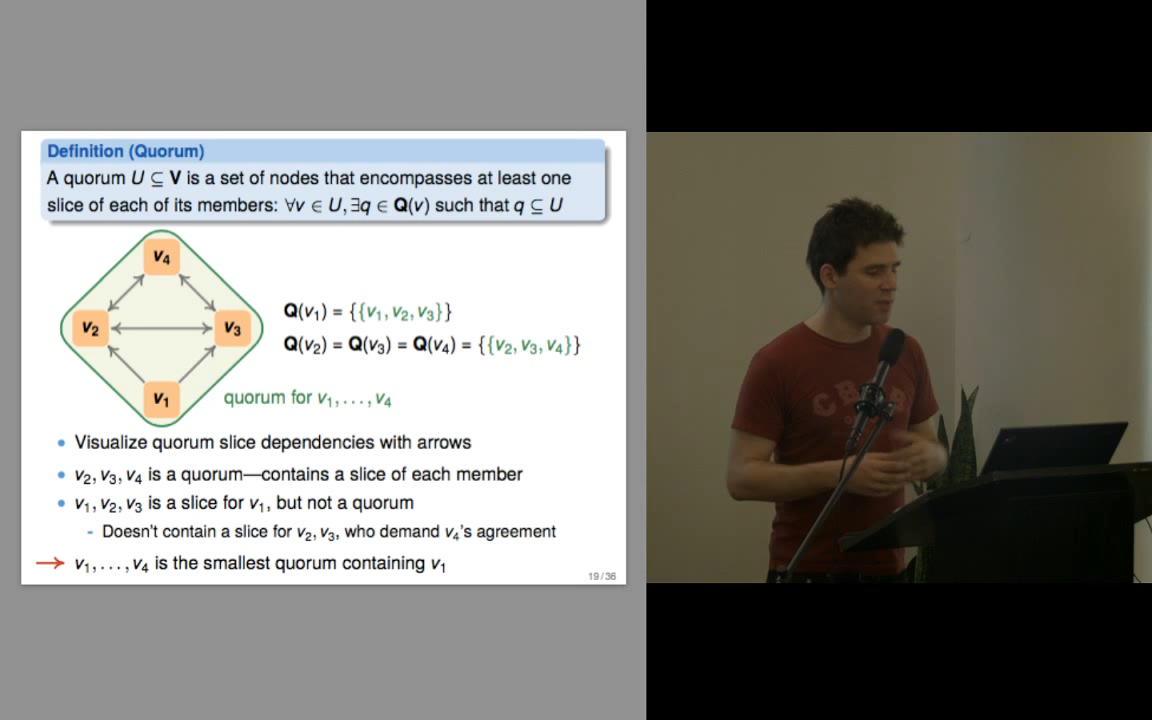 Definition (Quorum)
A quorum U ⊆ V is a set of nodes that encompasses at least one
slice of each of its members: ∀v ∈ U, ∃q ∈ Q(v) such that q ⊆ U
v₄
v₂
v₃
v₁
Q(v₁) = {{v₁, v₂, v₃}}
Q(v₂) = Q(v₃) = Q(v₄) = {{v₂, v₃, v₄}}
quorum for v₁, . . . , v₄
• Visualize quorum slice dependencies with arrows
• v₂, v₃, v₄ is a quorum—contains a slice of each member
• v₁, v₂, v₃ is a slice for v₁, but not a quorum
- Doesn't contain a slice for v₂, v₃, who demand v₄'s agreement
→ v₁, . . . , v₄ is the smallest quorum containing v₁
19 / 36